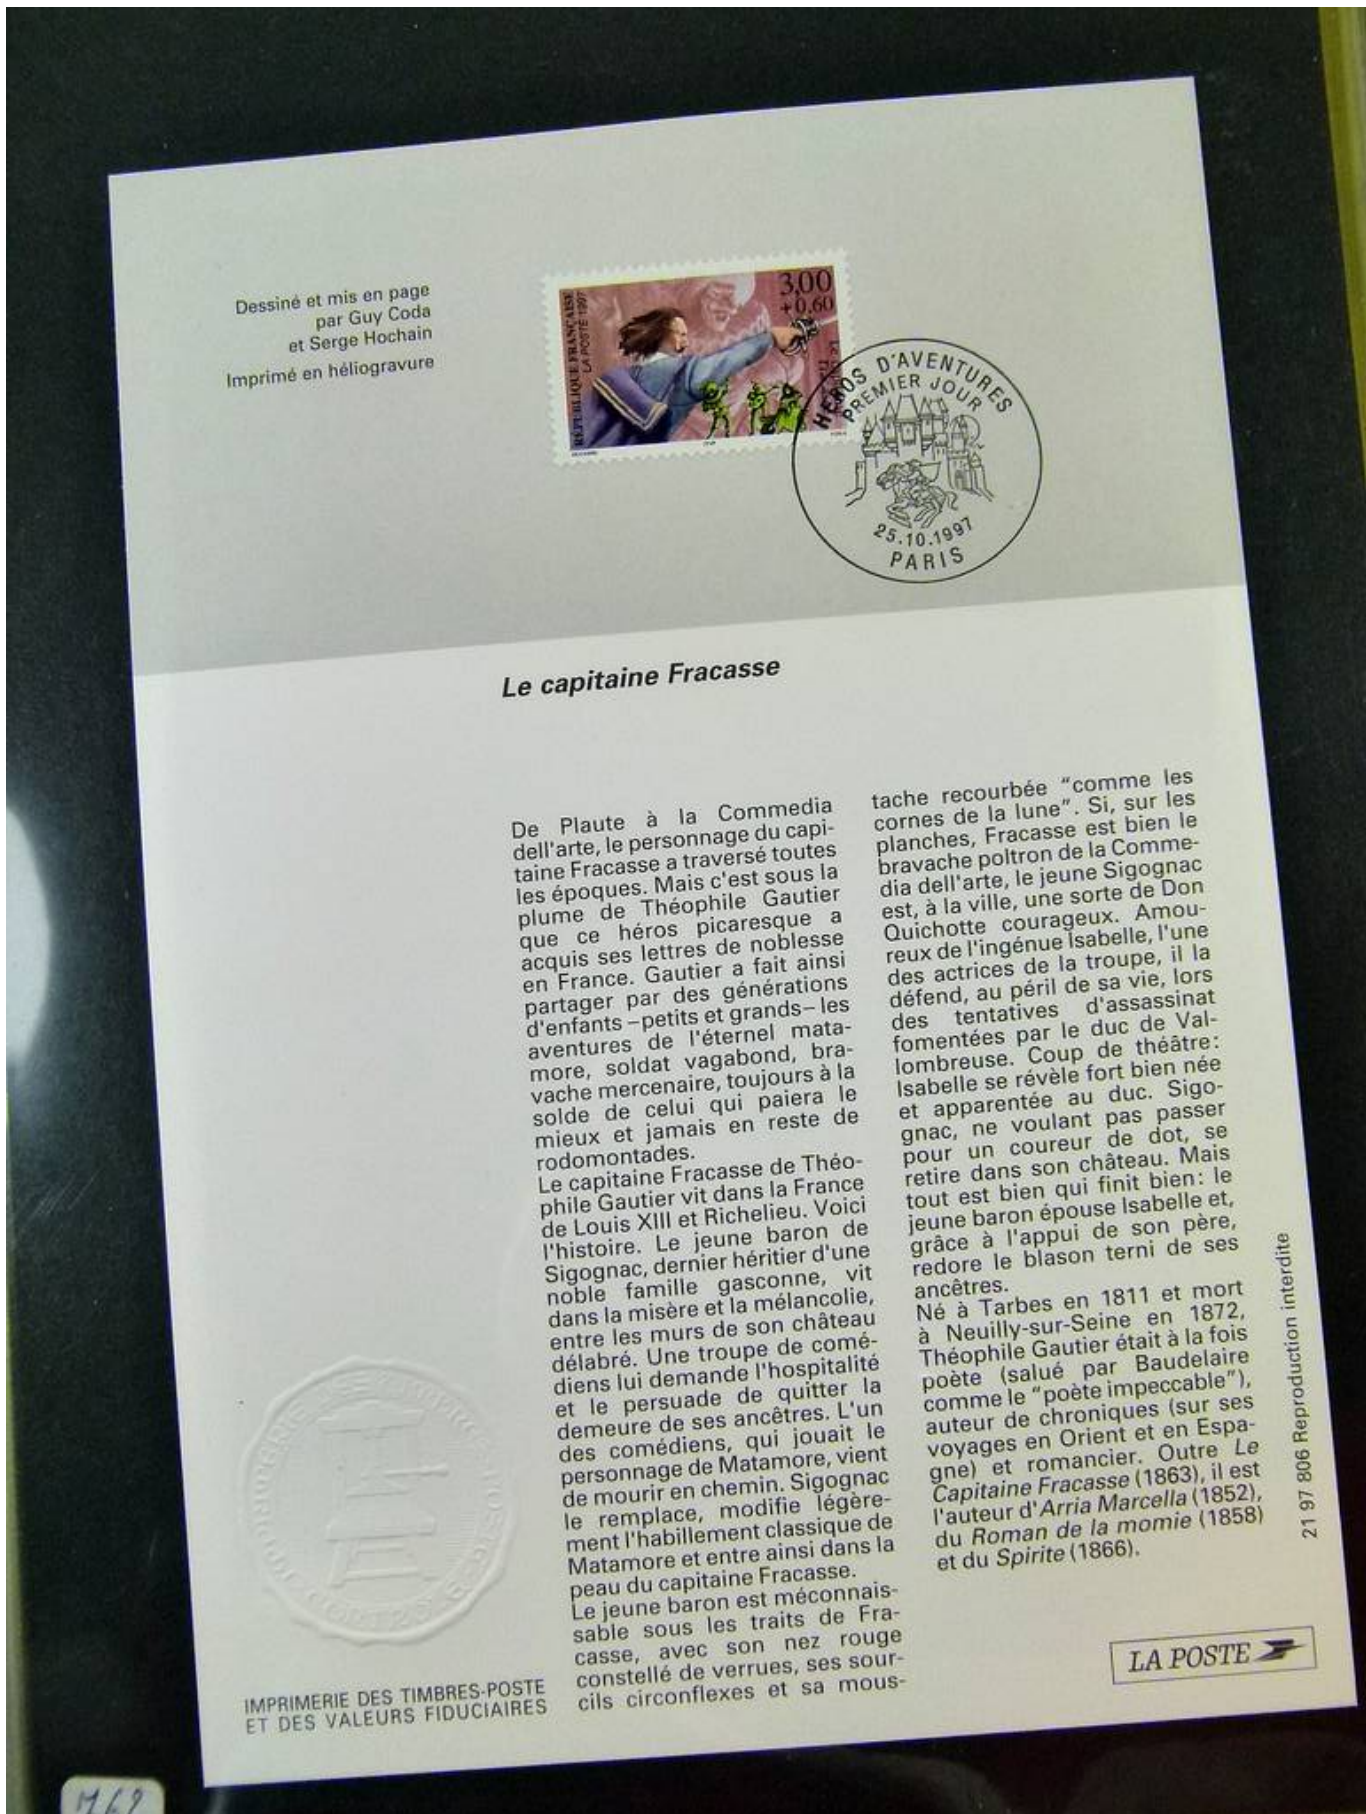 Dessiné et mis en page
par Guy Coda
et Serge Hochain
Imprimé en héliogravure
REPUBLIQUE FRANÇAISE
LA POSTE 1997
3,00
+0,60
HEROS D'AVENTURES
PREMIER JOUR
25.10.1997
PARIS
Le capitaine Fracasse
De Plaute à la Commedia
dell'arte, le personnage du capi-
taine Fracasse a traversé toutes
les époques. Mais c'est sous la
plume de Théophile Gautier
que ce héros picaresque a
acquis ses lettres de noblesse
en France. Gautier a fait ainsi
partager par des générations
d'enfants –petits et grands– les
aventures de l'éternel mata-
more, soldat vagabond, bra-
vache mercenaire, toujours à la
solde de celui qui paiera le
mieux et jamais en reste de
rodomontades.
Le capitaine Fracasse de Théo-
phile Gautier vit dans la France
de Louis XIII et Richelieu. Voici
l'histoire. Le jeune baron de
Sigognac, dernier héritier d'une
noble famille gasconne, vit
dans la misère et la mélancolie,
entre les murs de son château
délabré. Une troupe de comé-
diens lui demande l'hospitalité
et le persuade de quitter la
demeure de ses ancêtres. L'un
des comédiens, qui jouait le
personnage de Matamore, vient
de mourir en chemin. Sigognac
le remplace, modifie légère-
ment l'habillement classique de
Matamore et entre ainsi dans la
peau du capitaine Fracasse.
Le jeune baron est méconnais-
sable sous les traits de Fra-
casse, avec son nez rouge
constellé de verrues, ses sour-
cils circonflexes et sa mous-
tache recourbée "comme les
cornes de la lune". Si, sur les
planches, Fracasse est bien le
bravache poltron de la Comme-
dia dell'arte, le jeune Sigognac
est, à la ville, une sorte de Don
Quichotte courageux. Amou-
reux de l'ingénue Isabelle, l'une
des actrices de la troupe, il la
défend, au péril de sa vie, lors
des tentatives d'assassinat
fomentées par le duc de Val-
lombreuse. Coup de théâtre:
Isabelle se révèle fort bien née
et apparentée au duc. Sigo-
gnac, ne voulant pas passer
pour un coureur de dot, se
retire dans son château. Mais
tout est bien qui finit bien: le
jeune baron épouse Isabelle et,
grâce à l'appui de son père,
redore le blason terni de ses
ancêtres.
Né à Tarbes en 1811 et mort
à Neuilly-sur-Seine en 1872,
Théophile Gautier était à la fois
poète (salué par Baudelaire
comme le "poète impeccable"),
auteur de chroniques (sur ses
voyages en Orient et en Espa-
gne) et romancier. Outre Le
Capitaine Fracasse (1863), il est
l'auteur d'Arria Marcella (1852),
du Roman de la momie (1858)
et du Spirite (1866).
21 97 806 Reproduction interdite
IMPRIMERIE DES TIMBRES-POSTE
ET DES VALEURS FIDUCIAIRES
LA POSTE